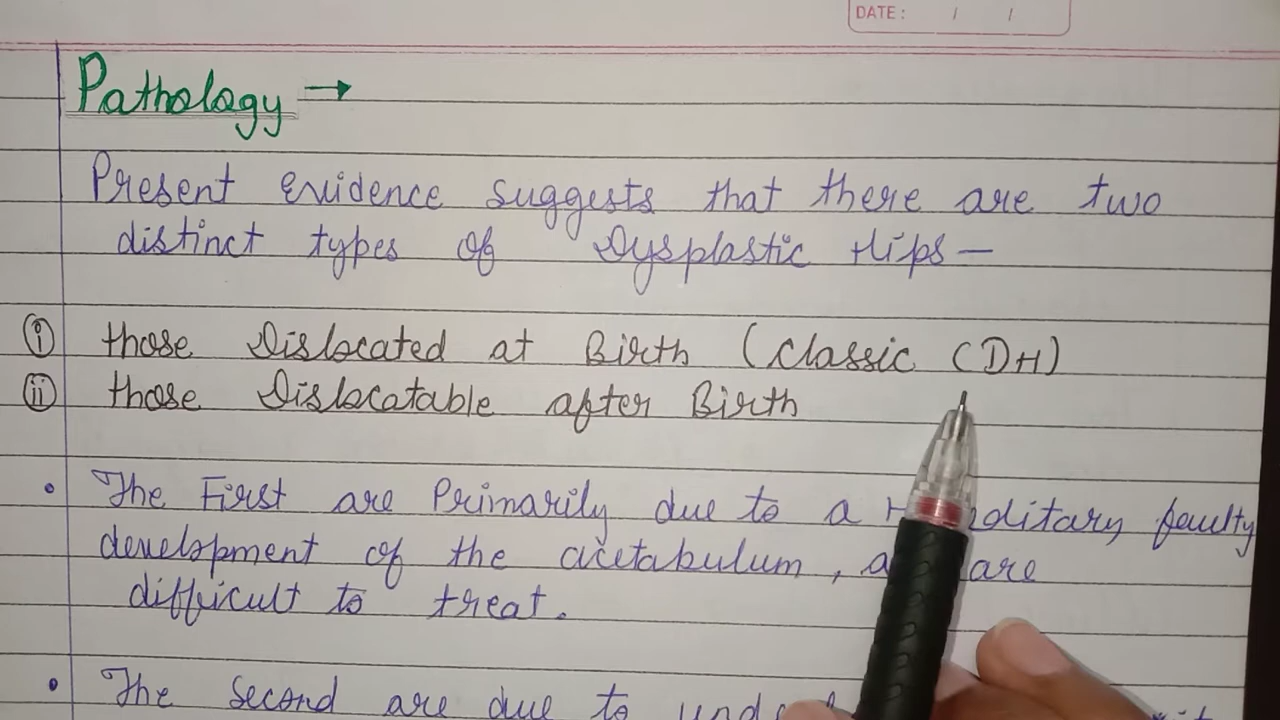 DATE : / /
Pathology →
Present evidence suggests that there are two
distinct types of Dysplastic Hips —
(i) those Dislocated at Birth (Classic CDH)
(ii) those Dislocatable after Birth
• The First are Primarily due to a faulty
development of the acetabulum, are
difficult to treat.
• The Second are due to